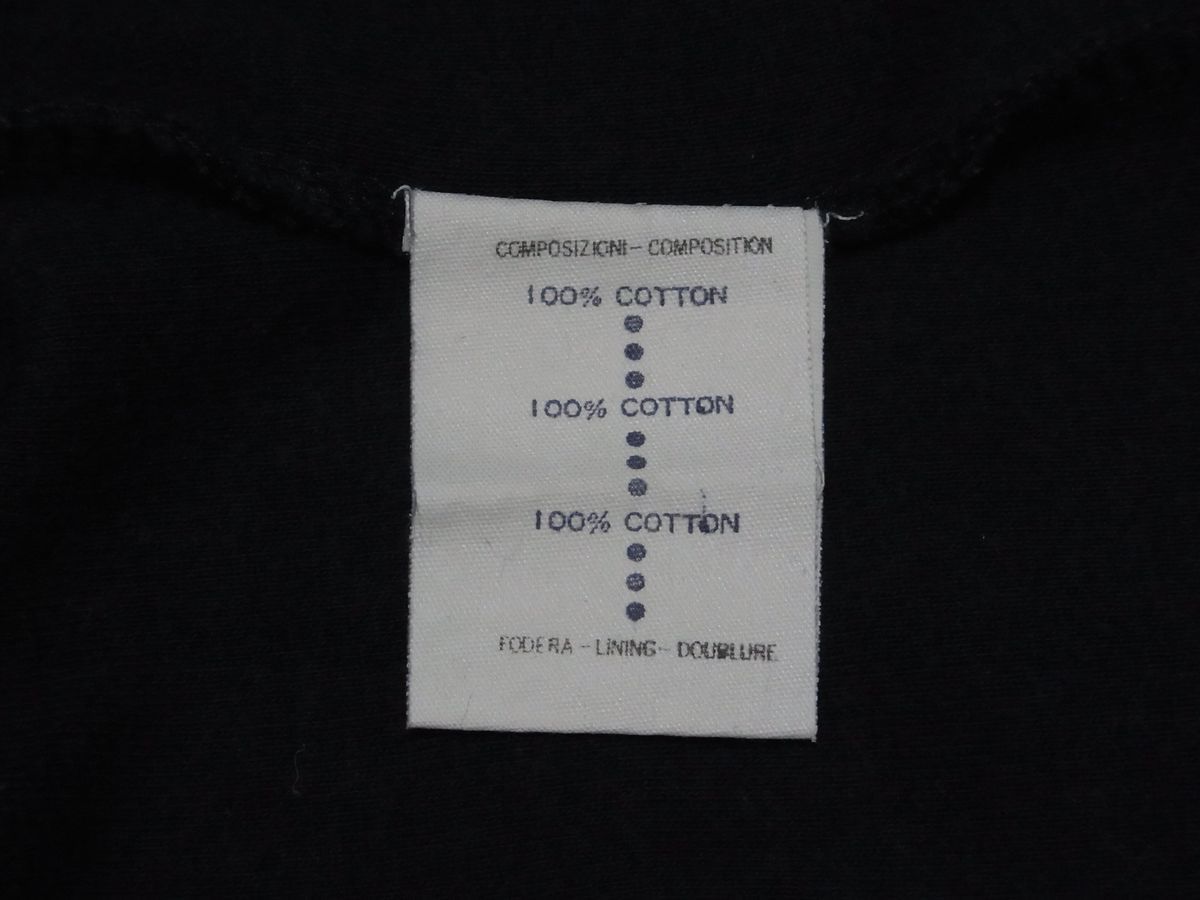 COMPOSIZIONI - COMPOSITION
100% COTTON
100% COTTON
100% COTTON
FODERA - LINING - DOUBLURE